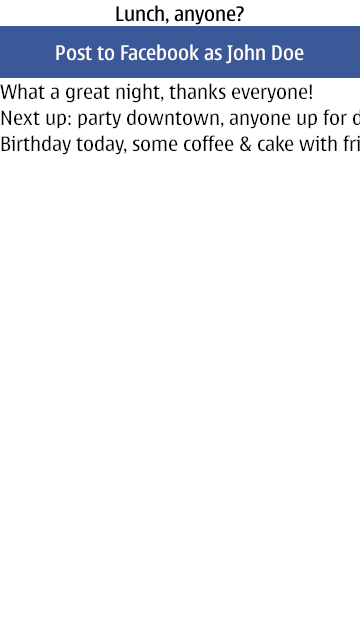 Lunch, anyone?
Post to Facebook as John Doe
What a great night, thanks everyone!
Next up: party downtown, anyone up for d
Birthday today, some coffee & cake with fri